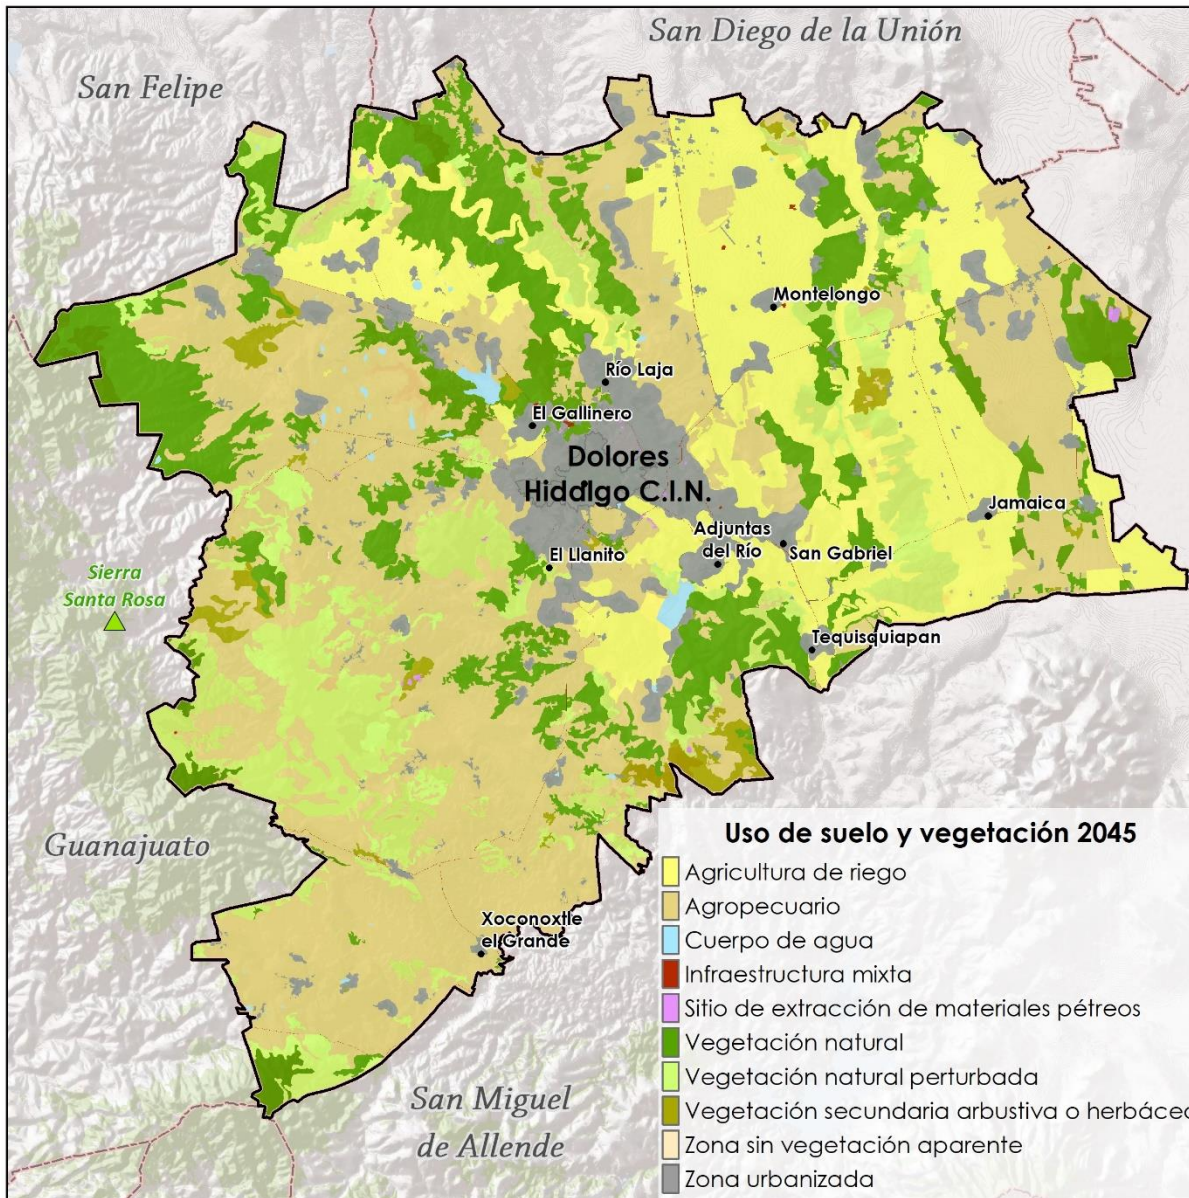 San Diego de la Unión
San Felipe
Montelongo
Río Laja
El Gallinero
Dolores
Hidalgo C.I.N.
Jamaica
Adjuntas
del Río
San Gabriel
El Llanito
Sierra
Santa Rosa
Tequisquiapan
Guanajuato
Xoconoxtle
el Grande
San Miguel
de Allende
Uso de suelo y vegetación 2045
Agricultura de riego
Agropecuario
Cuerpo de agua
Infraestructura mixta
Sitio de extracción de materiales pétreos
Vegetación natural
Vegetación natural perturbada
Vegetación secundaria arbustiva o herbácea
Zona sin vegetación aparente
Zona urbanizada